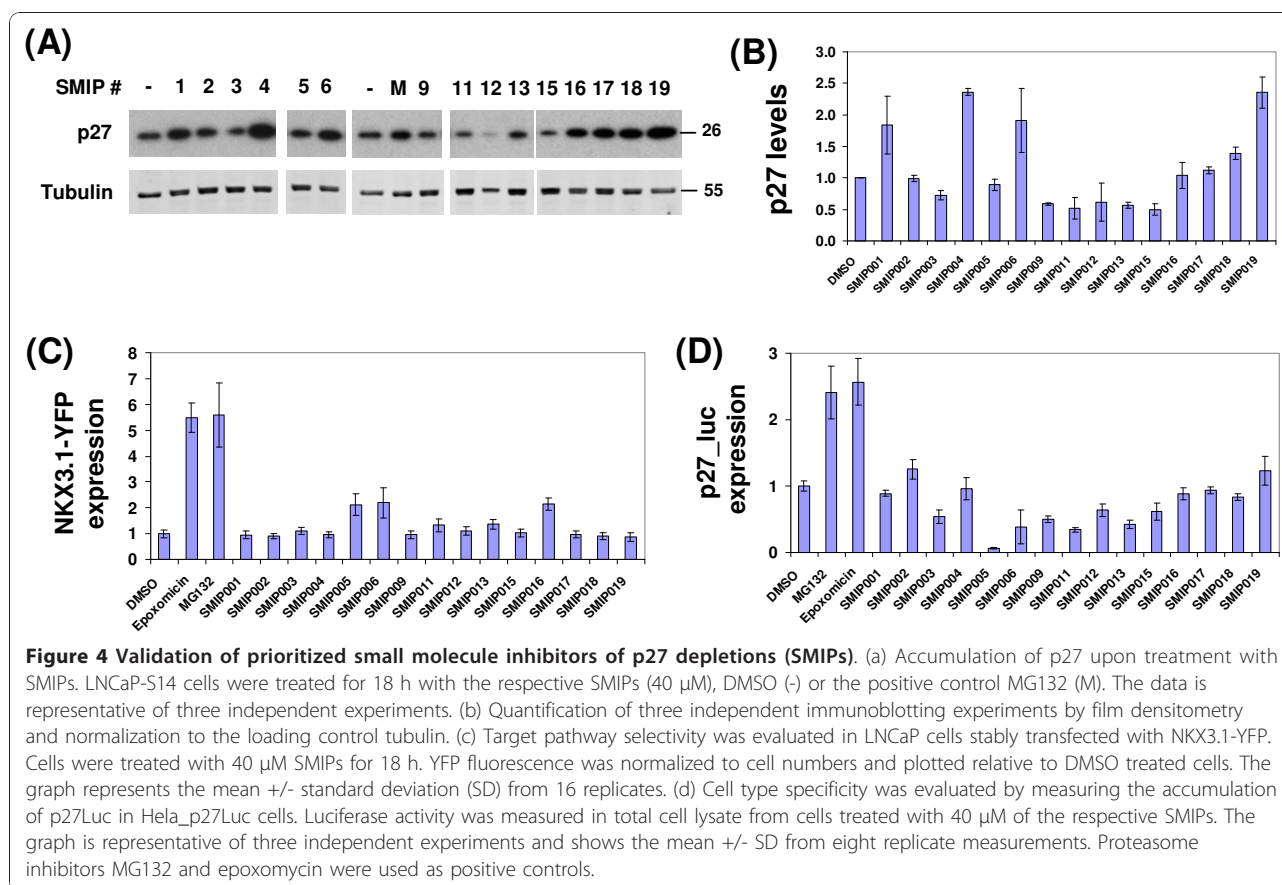 (A)
SMIP # - 1 2 3 4 5 6 - M 9 11 12 13 15 16 17 18 19
p27 26
Tubulin 55
(B)
p27 levels
3.0
2.5
2.0
1.5
1.0
0.5
0.0
DMSO SMIP001 SMIP002 SMIP003 SMIP004 SMIP005 SMIP006 SMIP009 SMIP011 SMIP012 SMIP013 SMIP015 SMIP016 SMIP017 SMIP018 SMIP019
(C)
NKX3.1-YFP
expression
8
7
6
5
4
3
2
1
0
DMSO Epoxomicin MG132 SMIP001 SMIP002 SMIP003 SMIP004 SMIP005 SMIP006 SMIP009 SMIP011 SMIP012 SMIP013 SMIP015 SMIP016 SMIP017 SMIP018 SMIP019
(D)
p27_luc
expression
3
2
1
0
DMSO MG132 Epoxomicin SMIP001 SMIP002 SMIP003 SMIP004 SMIP005 SMIP006 SMIP009 SMIP011 SMIP012 SMIP013 SMIP015 SMIP016 SMIP017 SMIP018 SMIP019
Figure 4 Validation of prioritized small molecule inhibitors of p27 depletions (SMIPs). (a) Accumulation of p27 upon treatment with
SMIPs. LNCaP-S14 cells were treated for 18 h with the respective SMIPs (40 μM), DMSO (-) or the positive control MG132 (M). The data is
representative of three independent experiments. (b) Quantification of three independent immunoblotting experiments by film densitometry
and normalization to the loading control tubulin. (c) Target pathway selectivity was evaluated in LNCaP cells stably transfected with NKX3.1-YFP.
Cells were treated with 40 μM SMIPs for 18 h. YFP fluorescence was normalized to cell numbers and plotted relative to DMSO treated cells. The
graph represents the mean +/- standard deviation (SD) from 16 replicates. (d) Cell type specificity was evaluated by measuring the accumulation
of p27Luc in Hela_p27Luc cells. Luciferase activity was measured in total cell lysate from cells treated with 40 μM of the respective SMIPs. The
graph is representative of three independent experiments and shows the mean +/- SD from eight replicate measurements. Proteasome
inhibitors MG132 and epoxomycin were used as positive controls.